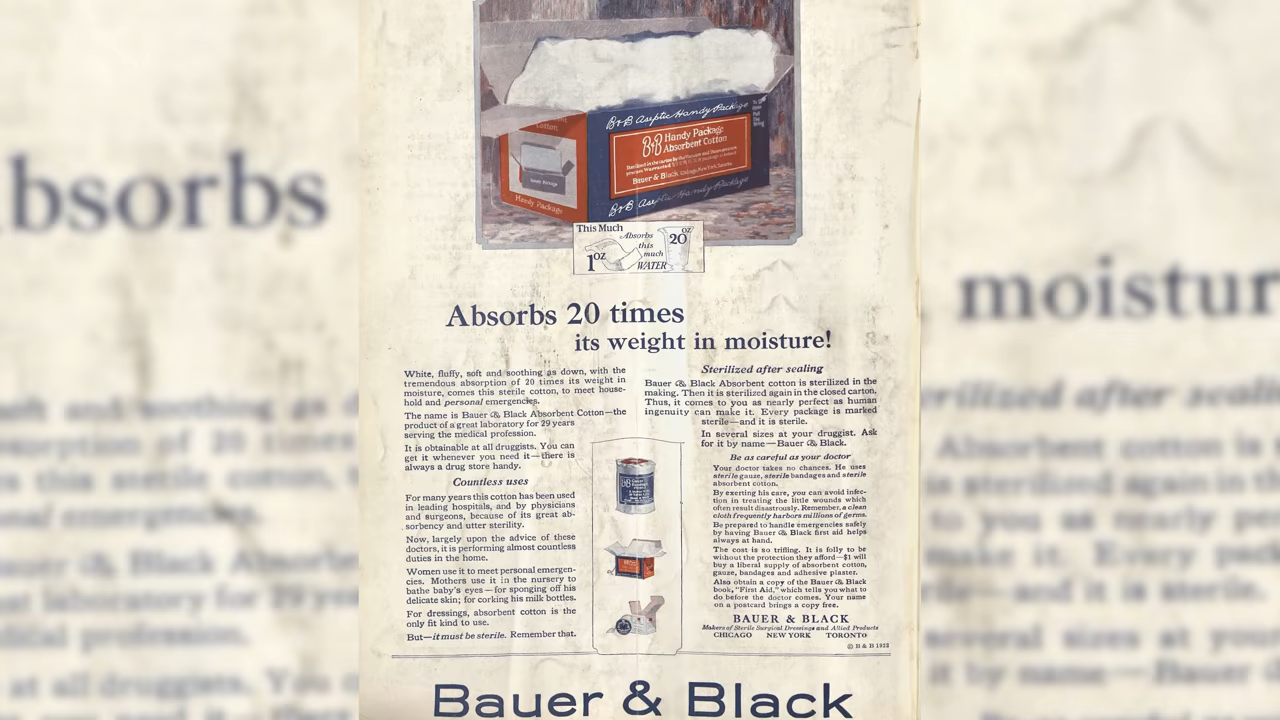 Cotton
Handy Package
B&B Aseptic Handy Package
B&B Handy Package
Absorbent Cotton
Bauer & Black Chicago, New York, Toronto
B&B Aseptic Handy Package
This Much
1 OZ
Absorbs
this
much
WATER
20 OZ
Absorbs 20 times
its weight in moisture!
White, fluffy, soft and soothing as down, with the
tremendous absorption of 20 times its weight in
moisture, comes this sterile cotton, to meet house-
hold and personal emergencies.
The name is Bauer & Black Absorbent Cotton—the
product of a great laboratory for 29 years
serving the medical profession.
It is obtainable at all druggists. You can
get it whenever you need it—there is
always a drug store handy.
Countless uses
For many years this cotton has been used
in leading hospitals, and by physicians
and surgeons, because of its great ab-
sorbency and utter sterility.
Now, largely upon the advice of these
doctors, it is performing almost countless
duties in the home.
Women use it to meet personal emergen-
cies. Mothers use it in the nursery to
bathe baby's eyes—for sponging off his
delicate skin; for corking his milk bottles.
For dressings, absorbent cotton is the
only fit kind to use.
But—it must be sterile. Remember that.
Sterilized after sealing
Bauer & Black Absorbent cotton is sterilized in the
making. Then it is sterilized again in the closed carton.
Thus, it comes to you as nearly perfect as human
ingenuity can make it. Every package is marked
sterile—and it is sterile.
In several sizes at your druggist. Ask
for it by name—Bauer & Black.
Be as careful as your doctor
Your doctor takes no chances. He uses
sterile gauze, sterile bandages and sterile
absorbent cotton.
By exerting his care, you can avoid infec-
tion in treating the little wounds which
often result disastrously. Remember, a clean
cloth frequently harbors millions of germs.
Be prepared to handle emergencies safely
by having Bauer & Black first aid helps
always at hand.
The cost is so trifling. It is folly to be
without the protection they afford—$1 will
buy a liberal supply of absorbent cotton,
gauze, bandages and adhesive plaster.
Also obtain a copy of the Bauer & Black
book, "First Aid," which tells you what to
do before the doctor comes. Your name
on a postcard brings a copy free.
BAUER & BLACK
Makers of Sterile Surgical Dressings and Allied Products
CHICAGO NEW YORK TORONTO
© B & B 1922
Bauer & Black